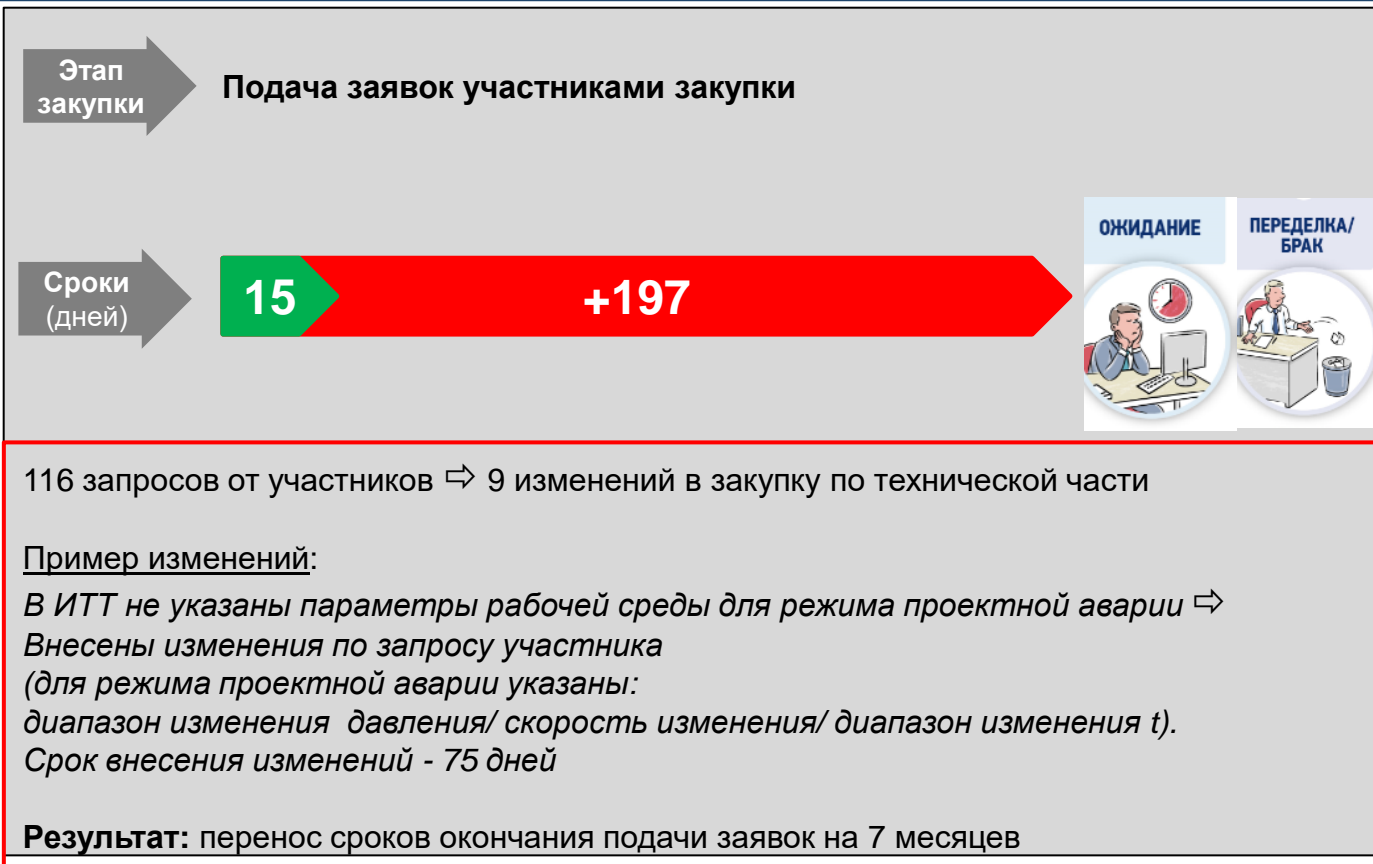 Этап
закупки
Подача заявок участниками закупки
Сроки
(дней)
15
+197
ОЖИДАНИЕ
ПЕРЕДЕЛКА/
БРАК
116 запросов от участников ⇨ 9 изменений в закупку по технической части
Пример изменений:
В ИТТ не указаны параметры рабочей среды для режима проектной аварии ⇨
Внесены изменения по запросу участника
(для режима проектной аварии указаны:
диапазон изменения давления/ скорость изменения/ диапазон изменения t).
Срок внесения изменений - 75 дней
Результат: перенос сроков окончания подачи заявок на 7 месяцев